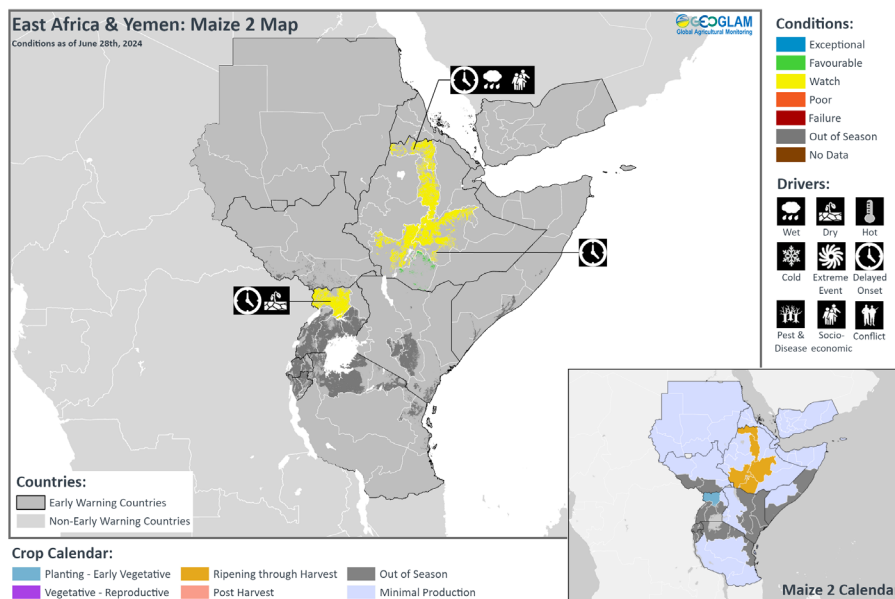 East Africa & Yemen: Maize 2 Map
Conditions as of June 28th, 2024
GEOGLAM
Global Agricultural Monitoring
Conditions:
Exceptional
Favourable
Watch
Poor
Failure
Out of Season
No Data
Drivers:
Wet Dry Hot
Cold Extreme Event Delayed Onset
Pest & Disease Socio-economic Conflict
Countries:
Early Warning Countries
Non-Early Warning Countries
Crop Calendar:
Planting - Early Vegetative Ripening through Harvest Out of Season
Vegetative - Reproductive Post Harvest Minimal Production
Maize 2 Calenda